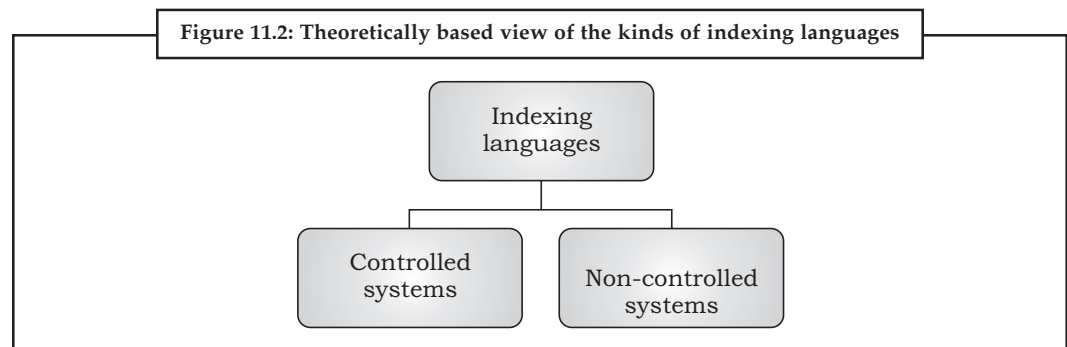 Figure 11.2: Theoretically based view of the kinds of indexing languages
Indexing
languages
Controlled
systems
Non-controlled
systems